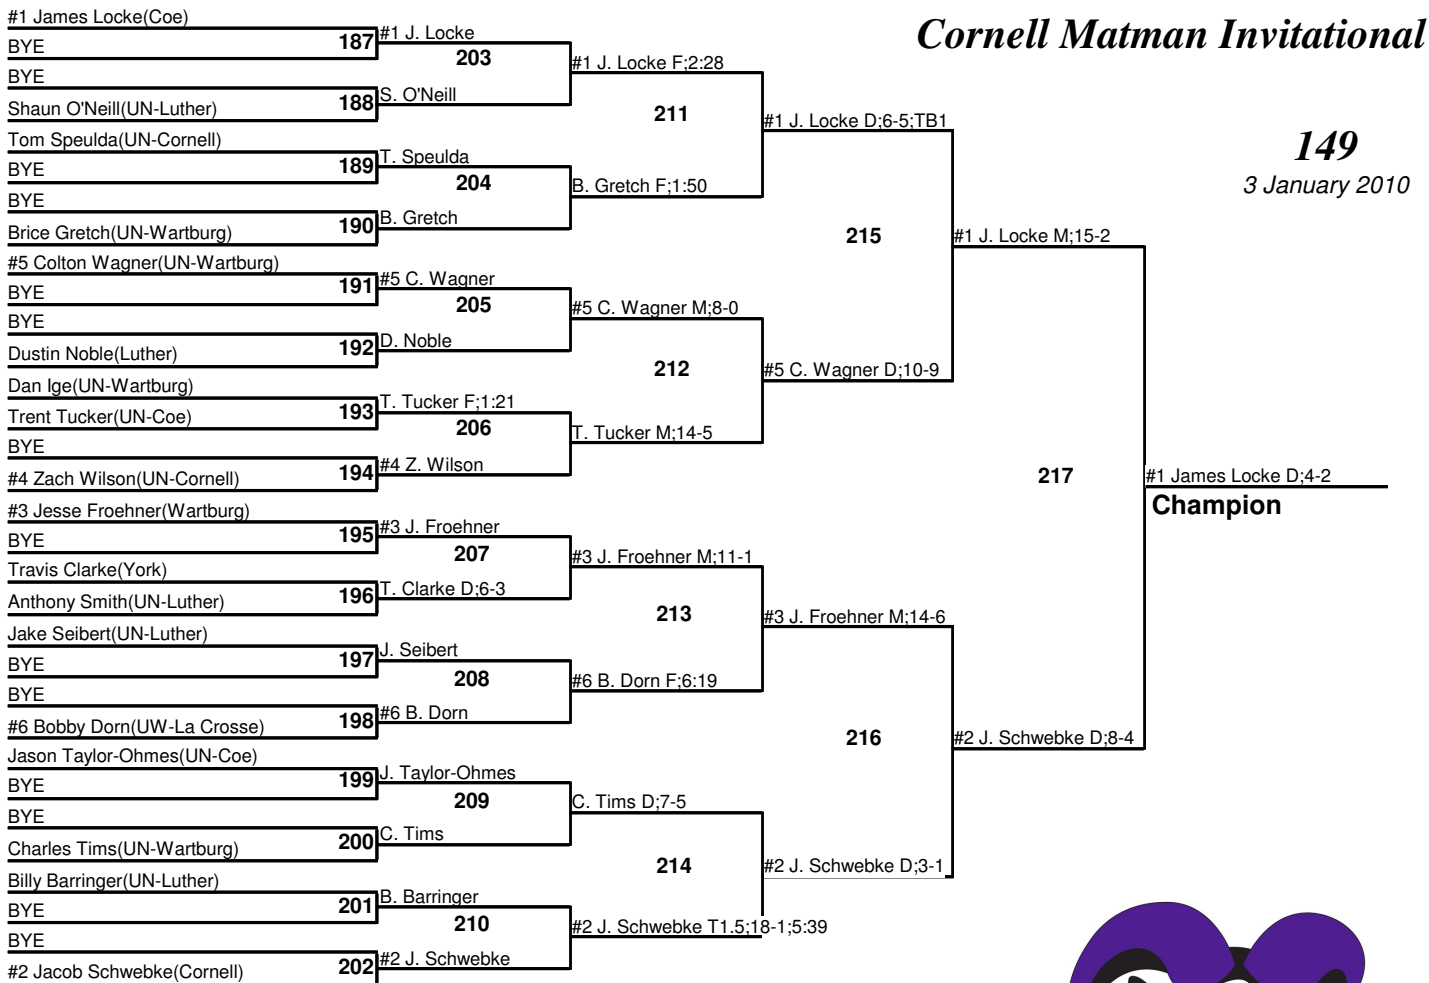 #1 James Locke(Coe)
BYE
187
BYE
Shaun O'Neill(UN-Luther)
188
Tom Speulda(UN-Cornell)
BYE
189
BYE
Brice Gretch(UN-Wartburg)
190
#5 Colton Wagner(UN-Wartburg)
BYE
191
BYE
Dustin Noble(Luther)
192
Dan Ige(UN-Wartburg)
Trent Tucker(UN-Coe)
193
BYE
#4 Zach Wilson(UN-Cornell)
194
#3 Jesse Froehner(Wartburg)
BYE
195
Travis Clarke(York)
Anthony Smith(UN-Luther)
196
Jake Seibert(UN-Luther)
BYE
197
BYE
#6 Bobby Dorn(UW-La Crosse)
198
Jason Taylor-Ohmes(UN-Coe)
BYE
199
BYE
Charles Tims(UN-Wartburg)
200
Billy Barringer(UN-Luther)
BYE
201
BYE
#2 Jacob Schwebke(Cornell)
202
#1 J. Locke
203
S. O'Neill
T. Speulda
204
B. Gretch
#5 C. Wagner
205
D. Noble
T. Tucker F;1:21
206
#4 Z. Wilson
#3 J. Froehner
207
T. Clarke D;6-3
J. Seibert
208
#6 B. Dorn
J. Taylor-Ohmes
209
C. Tims
B. Barringer
210
#2 J. Schwebke
#1 J. Locke F;2:28
211
B. Gretch F;1:50
#5 C. Wagner M;8-0
212
T. Tucker M;14-5
#3 J. Froehner M;11-1
213
#6 B. Dorn F;6:19
C. Tims D;7-5
214
#2 J. Schwebke T1.5;18-1;5:39
#1 J. Locke D;6-5;TB1
215
#5 C. Wagner D;10-9
#3 J. Froehner M;14-6
216
#2 J. Schwebke D;3-1
#1 J. Locke M;15-2
217
#2 J. Schwebke D;8-4
#1 James Locke D;4-2
Champion
Cornell Matman Invitational
149
3 January 2010